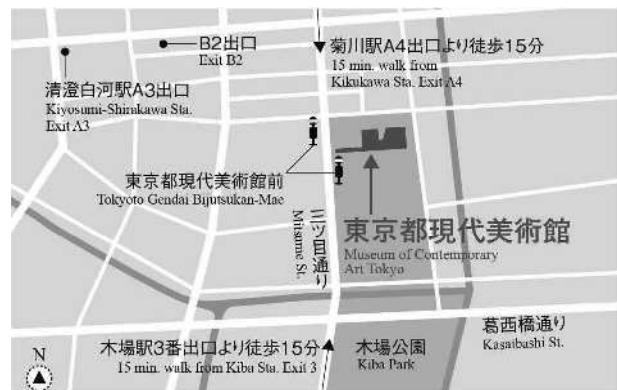 B2出口
Exit B2
菊川駅A4出口より徒歩15分
15 min. walk from
Kikukawa Sta. Exit A4
清澄白河駅A3出口
Kiyosumi-Shirakawa Sta.
Exit A3
東京都現代美術館前
Tokyoto Gendai Bijutsukan-Mae
三ツ目通り
Mitsume St.
東京都現代美術館
Museum of Contemporary
Art Tokyo
葛西橋通り
Kasaibashi St.
木場駅3番出口より徒歩15分
15 min. walk from Kiba Sta. Exit 3
木場公園
Kiba Park
N